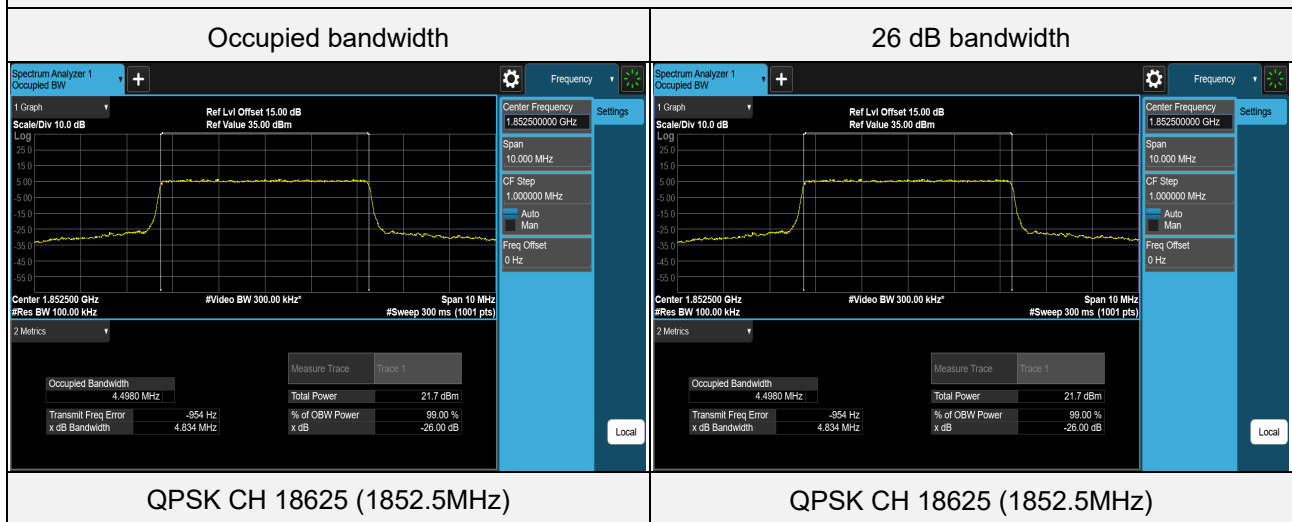 Occupied bandwidth
26 dB bandwidth
Spectrum Analyzer 1
Occupied BW
Frequency
1 Graph
Ref Lvl Offset 15.00 dB
Scale/Div 10.0 dB
Ref Value 35.00 dBm
Log
25.0
15.0
5.00
-5.00
-15.0
-25.0
-35.0
-45.0
-55.0
Center 1.852500 GHz
#Video BW 300.00 kHz*
Span 10 MHz
#Res BW 100.00 kHz
#Sweep 300 ms (1001 pts)
Center Frequency
1.852500000 GHz
Settings
Span
10.000 MHz
CF Step
1.000000 MHz
Auto
Man
Freq Offset
0 Hz
2 Metrics
Measure Trace
Trace 1
Occupied Bandwidth
4.4980 MHz
Total Power
21.7 dBm
Transmit Freq Error
-954 Hz
% of OBW Power
99.00 %
x dB Bandwidth
4.834 MHz
x dB
-26.00 dB
Local
Spectrum Analyzer 1
Occupied BW
Frequency
1 Graph
Ref Lvl Offset 15.00 dB
Scale/Div 10.0 dB
Ref Value 35.00 dBm
Log
25.0
15.0
5.00
-5.00
-15.0
-25.0
-35.0
-45.0
-55.0
Center 1.852500 GHz
#Video BW 300.00 kHz*
Span 10 MHz
#Res BW 100.00 kHz
#Sweep 300 ms (1001 pts)
Center Frequency
1.852500000 GHz
Settings
Span
10.000 MHz
CF Step
1.000000 MHz
Auto
Man
Freq Offset
0 Hz
2 Metrics
Measure Trace
Trace 1
Occupied Bandwidth
4.4980 MHz
Total Power
21.7 dBm
Transmit Freq Error
-954 Hz
% of OBW Power
99.00 %
x dB Bandwidth
4.834 MHz
x dB
-26.00 dB
Local
QPSK CH 18625 (1852.5MHz)
QPSK CH 18625 (1852.5MHz)